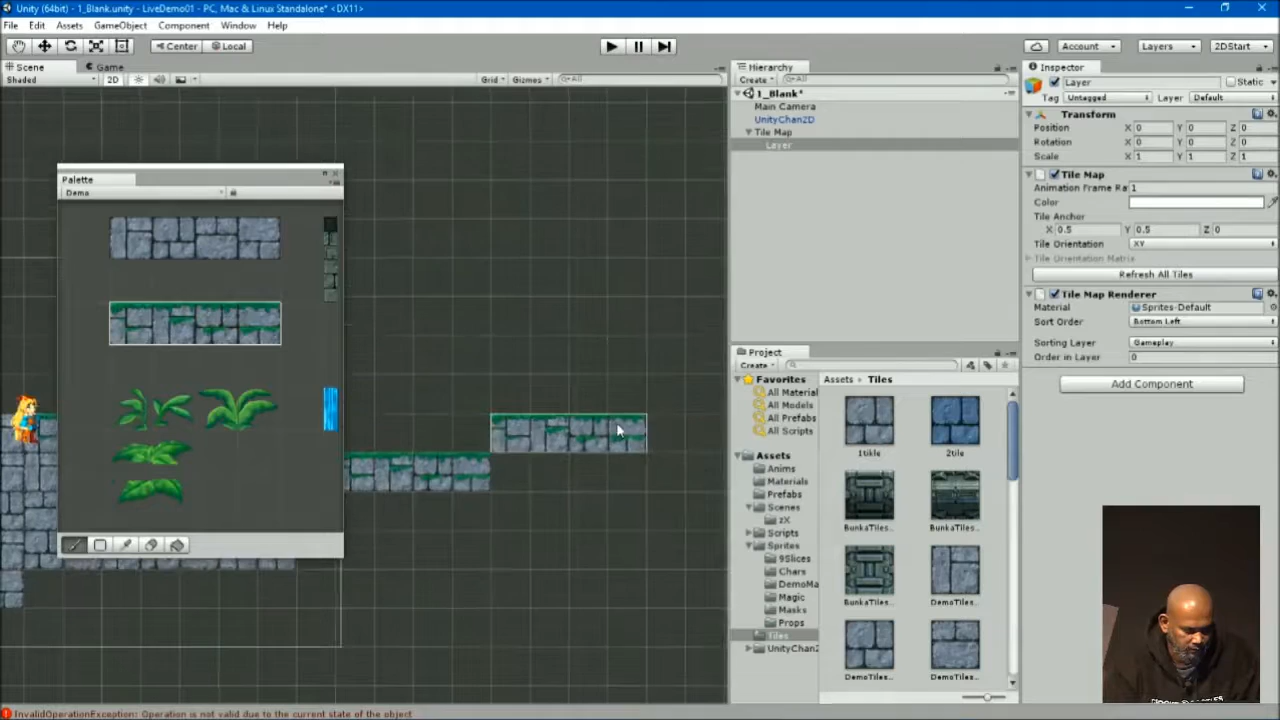 Unity (64bit) - 1_Blank.unity - LiveDemo01 - PC, Mac & Linux Standalone* <DX11>
File Edit Assets GameObject Component Window Help
Center Local
Account Layers 2DStart
Scene Game
Shaded 2D Grid Gizmos All
Palette
Demo
Hierarchy
Create All
1_Blank*
Main Camera
UnityChan2D
Tile Map
Layer
Project
Create
Favorites
All Material
All Models
All Prefabs
All Scripts
Assets
Anims
Materials
Prefabs
Scenes
zX
Scripts
Sprites
9Slices
Chars
DemoMa
Magic
Masks
Props
Tiles
UnityChan2
Assets Tiles
1tikle 2tile
BunkaTiles... BunkaTiles...
BunkaTiles... DemoTiles...
DemoTiles... DemoTiles...
Inspector
Layer Static
Tag Untagged Layer Default
Transform
Position X 0 Y 0 Z 0
Rotation X 0 Y 0 Z 0
Scale X 1 Y 1 Z 1
Tile Map
Animation Frame Ra 1
Color
Tile Anchor
X 0.5 Y 0.5 Z 0
Tile Orientation XY
Tile Orientation Matrix
Refresh All Tiles
Tile Map Renderer
Material Sprites-Default
Sort Order Bottom Left
Sorting Layer Gameplay
Order in Layer 0
Add Component
InvalidOperationException: Operation is not valid due to the current state of the object